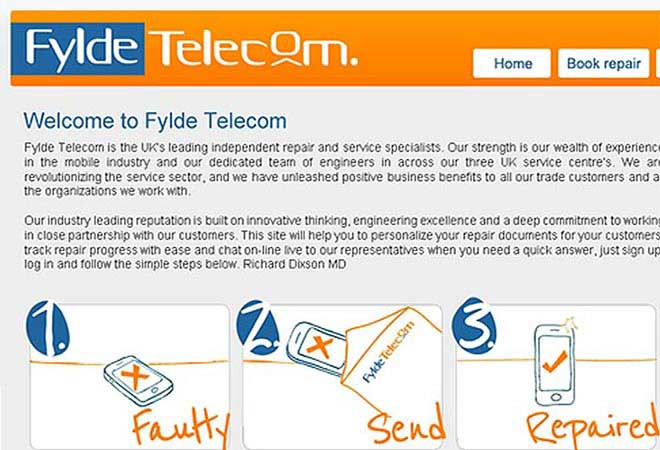 Fylde Telecom.
Home
Book repair
Welcome to Fylde Telecom
Fylde Telecom is the UK's leading independent repair and service specialists. Our strength is our wealth of experience
in the mobile industry and our dedicated team of engineers in across our three UK service centre's. We are
revolutionizing the service sector, and we have unleashed positive business benefits to all our trade customers and a
the organizations we work with.
Our industry leading reputation is built on innovative thinking, engineering excellence and a deep commitment to working
in close partnership with our customers. This site will help you to personalize your repair documents for your customers
track repair progress with ease and chat on-line live to our representatives when you need a quick answer, just sign up
log in and follow the simple steps below. Richard Dixson MD
1.
Faulty
2.
Fylde Telecom
Send
3.
Repaired